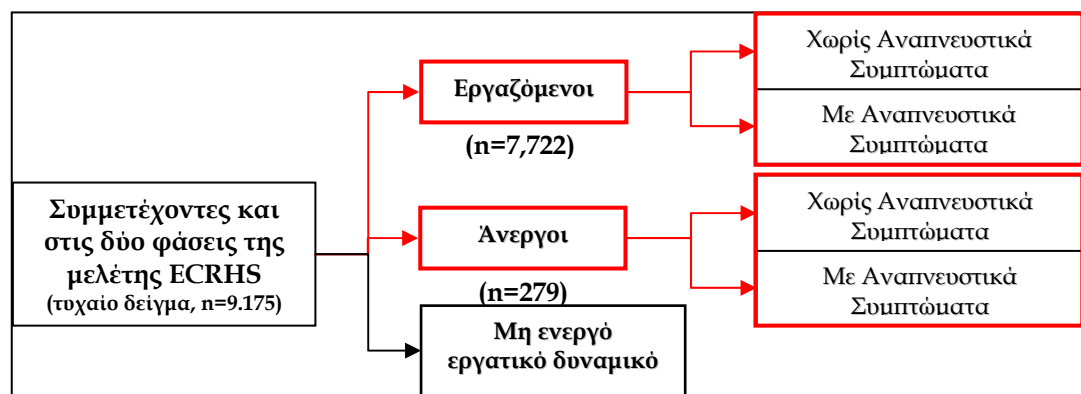 Συμμετέχοντες και
στις δύο φάσεις της
μελέτης ECRHS
(τυχαίο δείγμα, n=9.175)
Εργαζόμενοι
(n=7,722)
Χωρίς Αναπνευστικά
Συμπτώματα
Με Αναπνευστικά
Συμπτώματα
Άνεργοι
(n=279)
Χωρίς Αναπνευστικά
Συμπτώματα
Με Αναπνευστικά
Συμπτώματα
Μη ενεργό
εργατικό δυναμικό